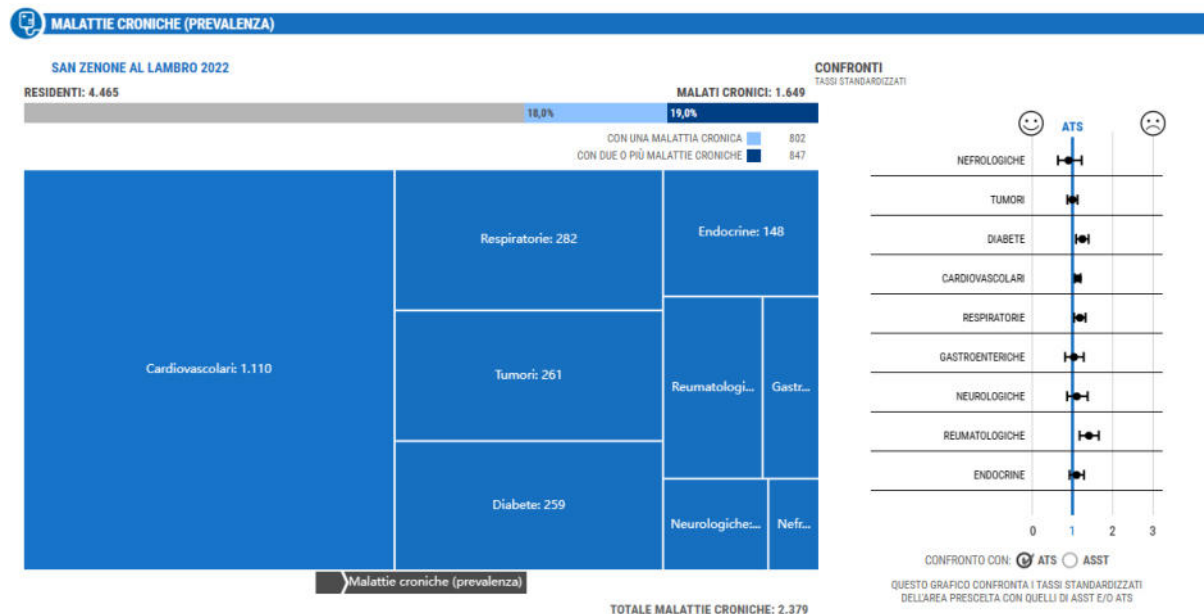 MALATTIE CRONICHE (PREVALENZA)
SAN ZENONE AL LAMBRO 2022
RESIDENTI: 4.465
MALATI CRONICI: 1.649
18,0%
19,0%
CON UNA MALATTIA CRONICA 802
CON DUE O PIÙ MALATTIE CRONICHE 847
Cardiovascolari: 1.110
Respiratorie: 282
Tumori: 261
Diabete: 259
Endocrine: 148
Reumatologi...
Gastr...
Neurologiche:...
Nefr...
Malattie croniche (prevalenza)
TOTALE MALATTIE CRONICHE: 2.379
CONFRONTI
TASSI STANDARDIZZATI
ATS
NEFROLOGICHE
TUMORI
DIABETE
CARDIOVASCOLARI
RESPIRATORIE
GASTROENTERICHE
NEUROLOGICHE
REUMATOLOGICHE
ENDOCRINE
0 1 2 3
CONFRONTO CON: ATS ASST
QUESTO GRAFICO CONFRONTA I TASSI STANDARDIZZATI
DELL'AREA PRESCELTA CON QUELLI DI ASST E/O ATS